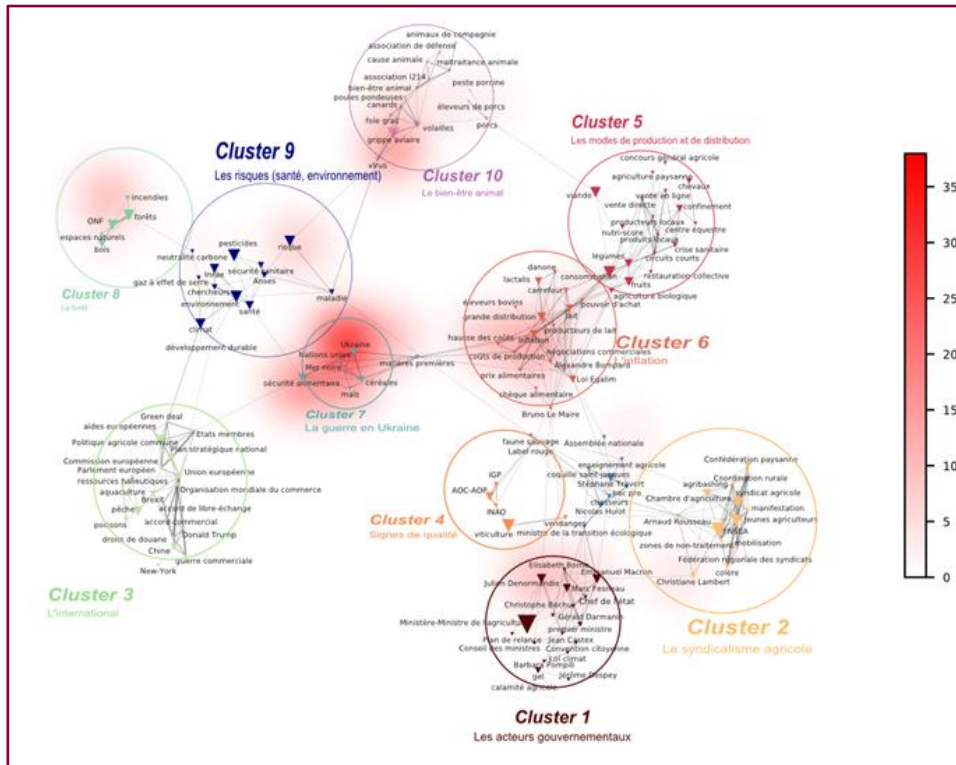 animaux de compagnie
association de défense
cause animale
maltraitance animale
association l214
peste porcine
bien-être animal
poules pondeuses
canards
éleveurs de porcs
foie gras
volailles
porcs
grippe aviaire
virus
Cluster 10
Le bien-être animal
Cluster 5
Les modes de production et de distribution
concours général agricole
agriculture paysanne
chevaux
viande
vente en ligne
vente directe
confinement
producteurs locaux
nutri-score
centre équestre
produits locaux
crise sanitaire
légumes
circuits courts
consommation
restauration collective
fruits
agriculture biologique
Cluster 9
Les risques (santé, environnement)
pesticides
risque
neutralité carbone
sécurité sanitaire
Inrae
Anses
gaz à effet de serre
chercheurs
environnement
santé
maladie
climat
développement durable
incendies
ONF
forêts
espaces naturels
bois
Cluster 8
La forêt
danone
lactalis
carrefour
éleveurs bovins
pouvoir d'achat
grande distribution
lait
hausse des coûts
producteurs de lait
inflation
négociations commerciales
coûts de production
Alexandre Bompard
prix alimentaires
Loi Egalim
chèque alimentaire
Bruno Le Maire
Cluster 6
L'inflation
Ukraine
Nations unies
Mer noire
matières premières
sécurité alimentaire
céréales
maïs
Cluster 7
La guerre en Ukraine
Green deal
aides européennes
Etats membres
Politique agricole commune
Plan stratégique national
Commission européenne
Parlement européen
Union européenne
ressources halieutiques
Organisation mondiale du commerce
aquaculture
Brexit
accord de libre-échange
pêche
accord commercial
poissons
Donald Trump
droits de douane
Chine
guerre commerciale
New-York
Cluster 3
L'international
faune sauvage
Label rouge
Assemblée nationale
IGP
enseignement agricole
coquille saint-jacques
AOC-AOP
Stéphane Travert
bac pro
chasseurs
INAO
Nicolas Hulot
vendanges
viticulture
ministre de la transition écologique
Cluster 4
Signes de qualité
Confédération paysanne
Coordination rurale
agribashing
syndicat agricole
Chambre d'agriculture
manifestation
Arnaud Rousseau
Jeunes agriculteurs
FNSEA
zones de non-traitement
mobilisation
Fédération régionale des syndicats
colère
Christiane Lambert
Cluster 2
Le syndicalisme agricole
Elisabeth Borne
Emmanuel Macron
Julien Denormandie
Marc Fesneau
Chef de l'état
Christophe Béchu
Gérald Darmanin
Ministère-Ministre de l'agriculture
premier ministre
Plan de relance
Jean Castex
Conseil des ministres
Convention citoyenne
Loi climat
Barbara Pompili
gel
Jérôme Despey
calamité agricole
Cluster 1
Les acteurs gouvernementaux
35
30
25
20
15
10
5
0